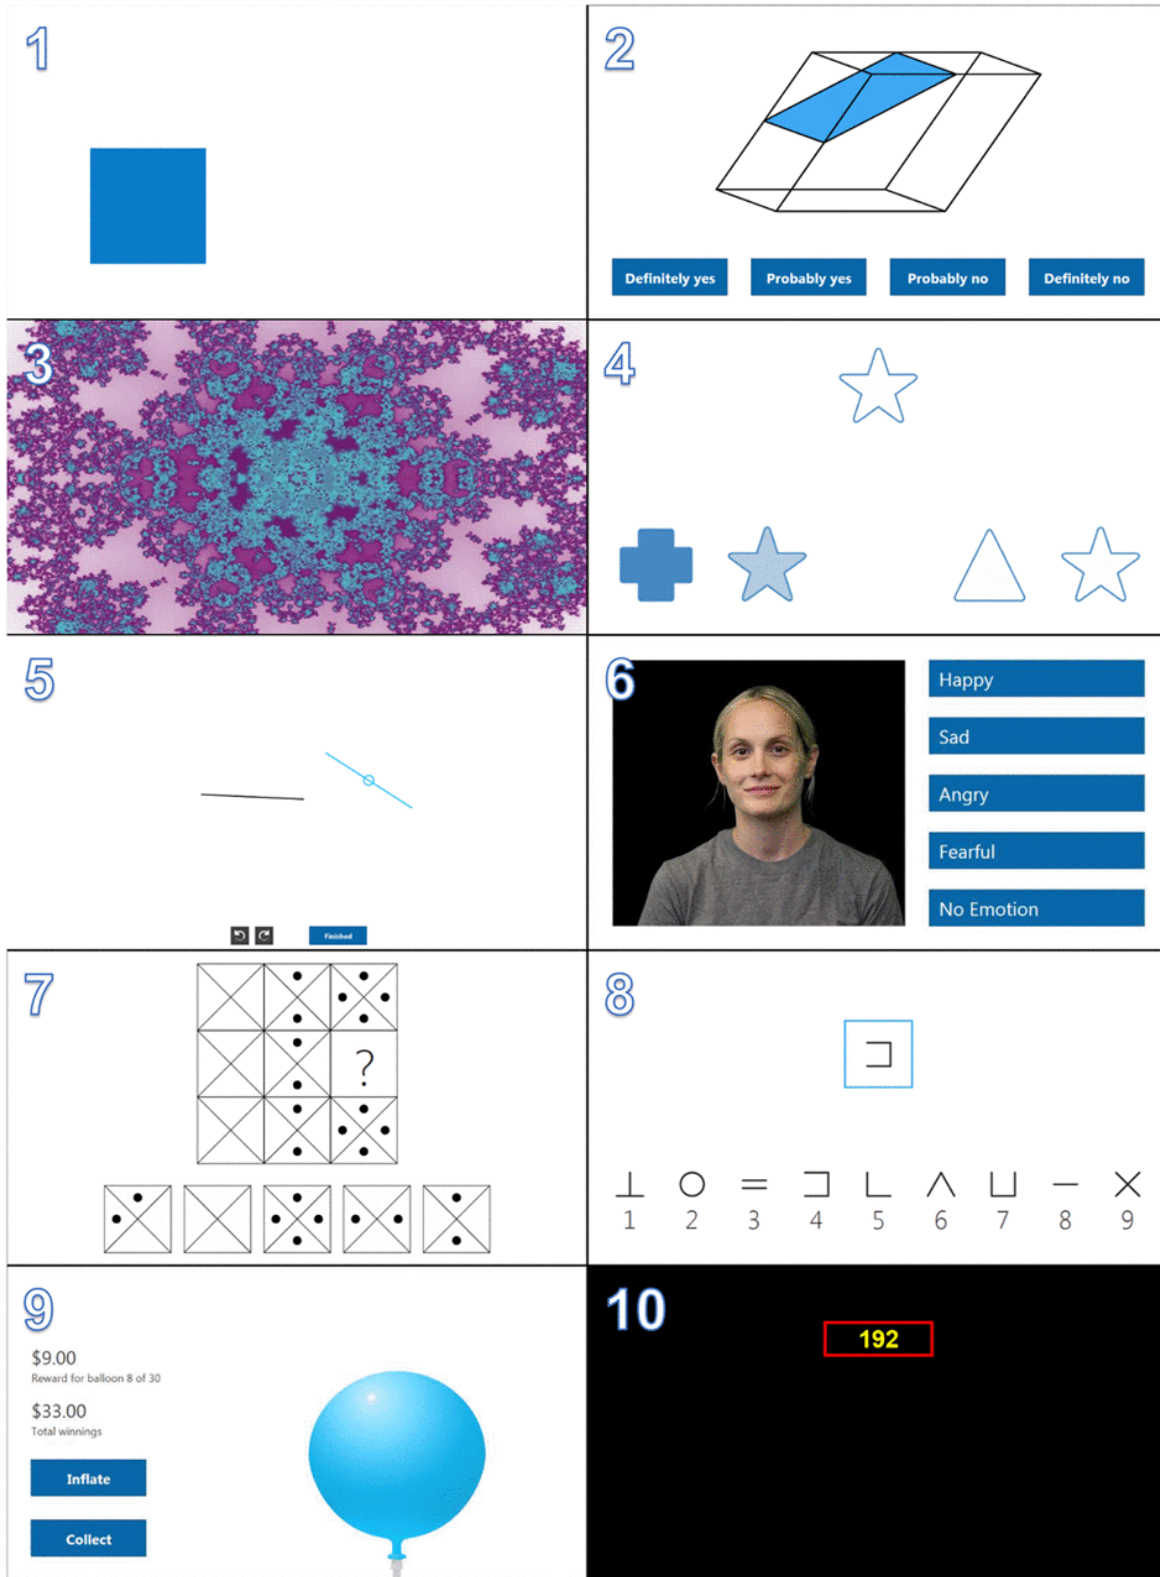 1
2
Definitely yes
Probably yes
Probably no
Definitely no
3
4
5
Finished
6
Happy
Sad
Angry
Fearful
No Emotion
7
?
8
1 2 3 4 5 6 7 8 9
9
$9.00
Reward for balloon 8 of 30
$33.00
Total winnings
Inflate
Collect
10
192